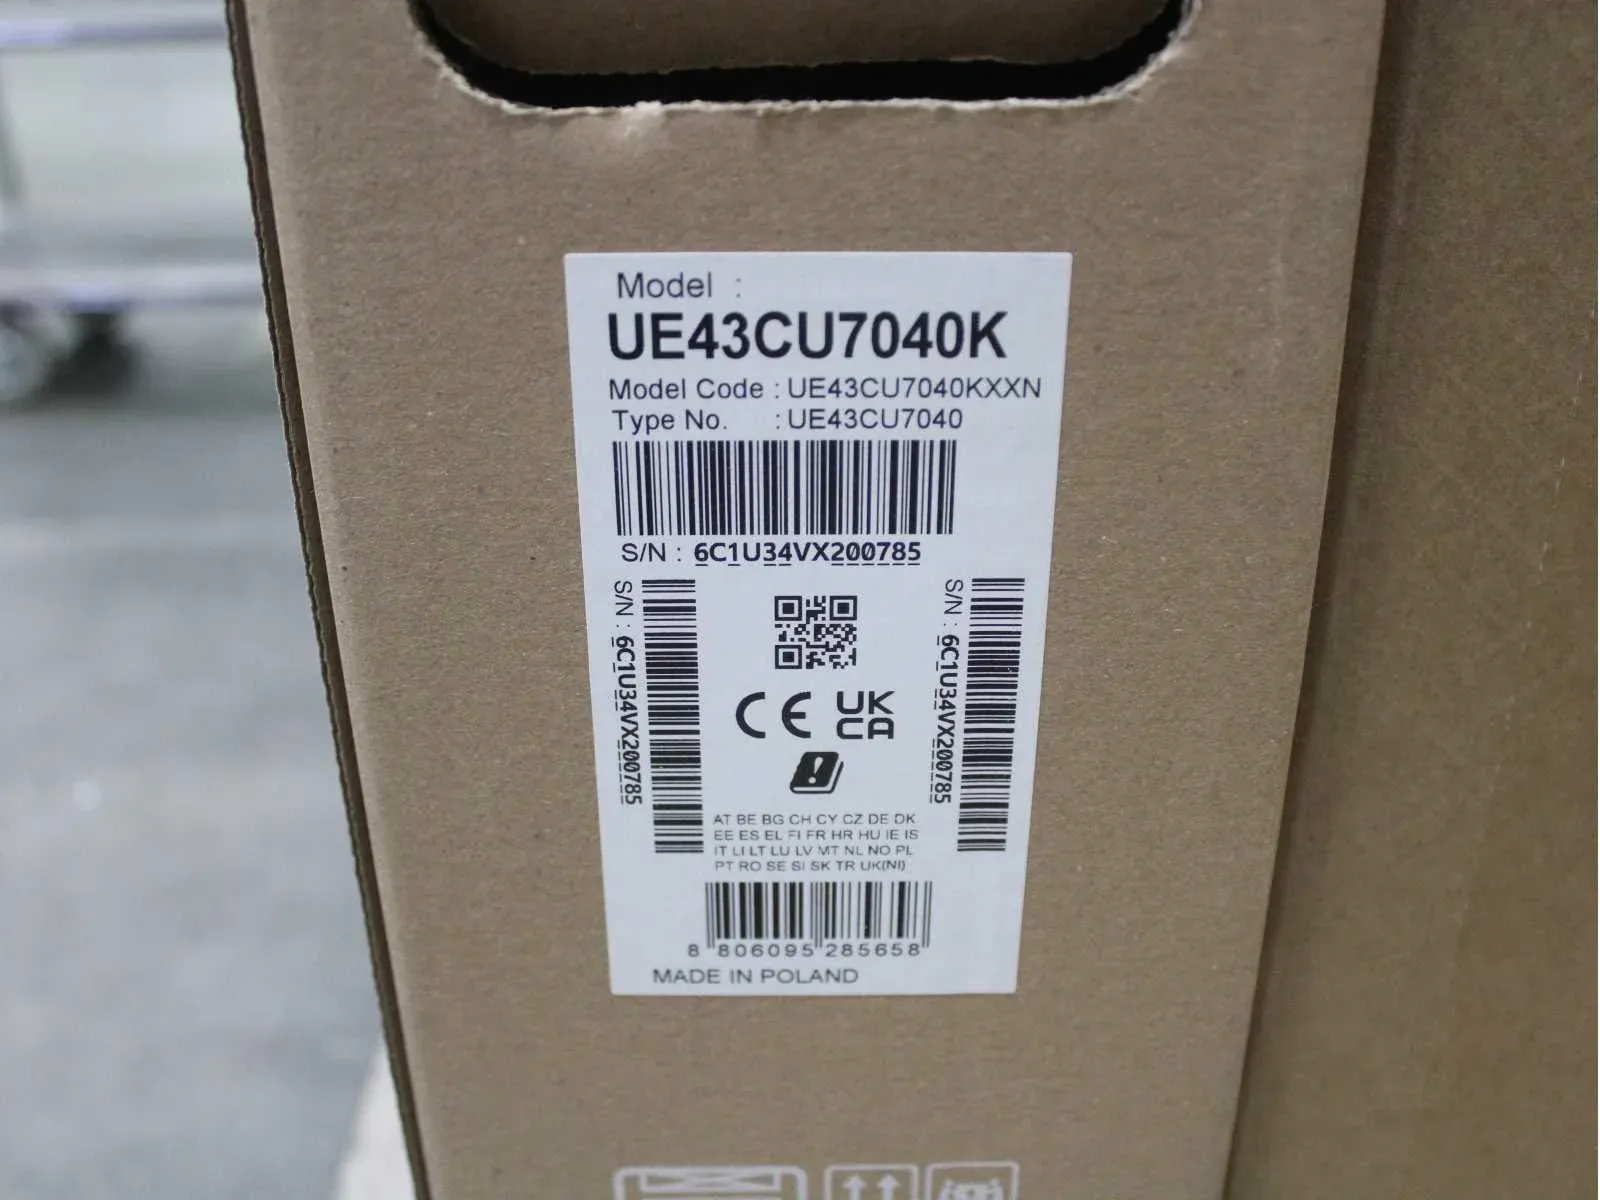 Model :
UE43CU7040K
Model Code : UE43CU7040KXXN
Type No. : UE43CU7040
S/N : 6C1U34VX200785
S/N : 6C1U34VX200785
S/N : 6C1U34VX200785
CE UK
CA
AT BE BG CH CY CZ DE DK
EE ES EL FI FR HR HU IE IS
IT LI LT LU LV MT NL NO PL
PT RO SE SI SK TR UK(NI)
8 806095 285658
MADE IN POLAND